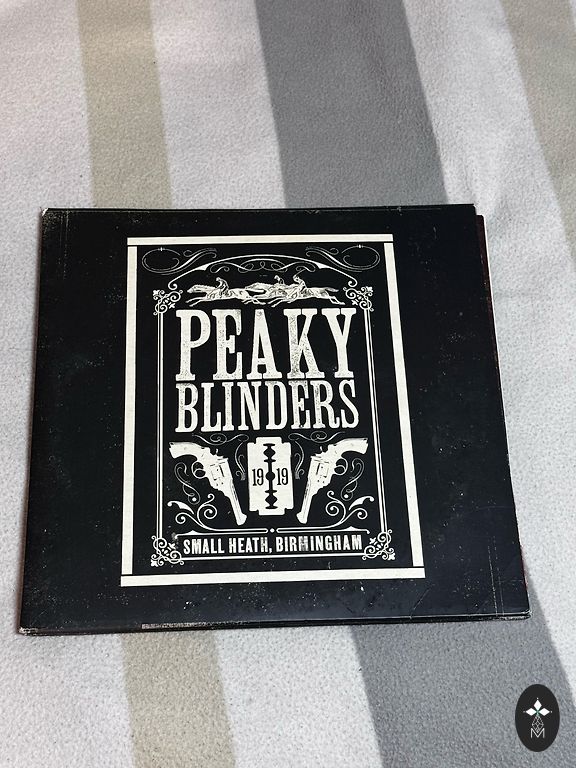 PEAKY
BLINDERS
19 19
SMALL HEATH, BIRMINGHAM
M